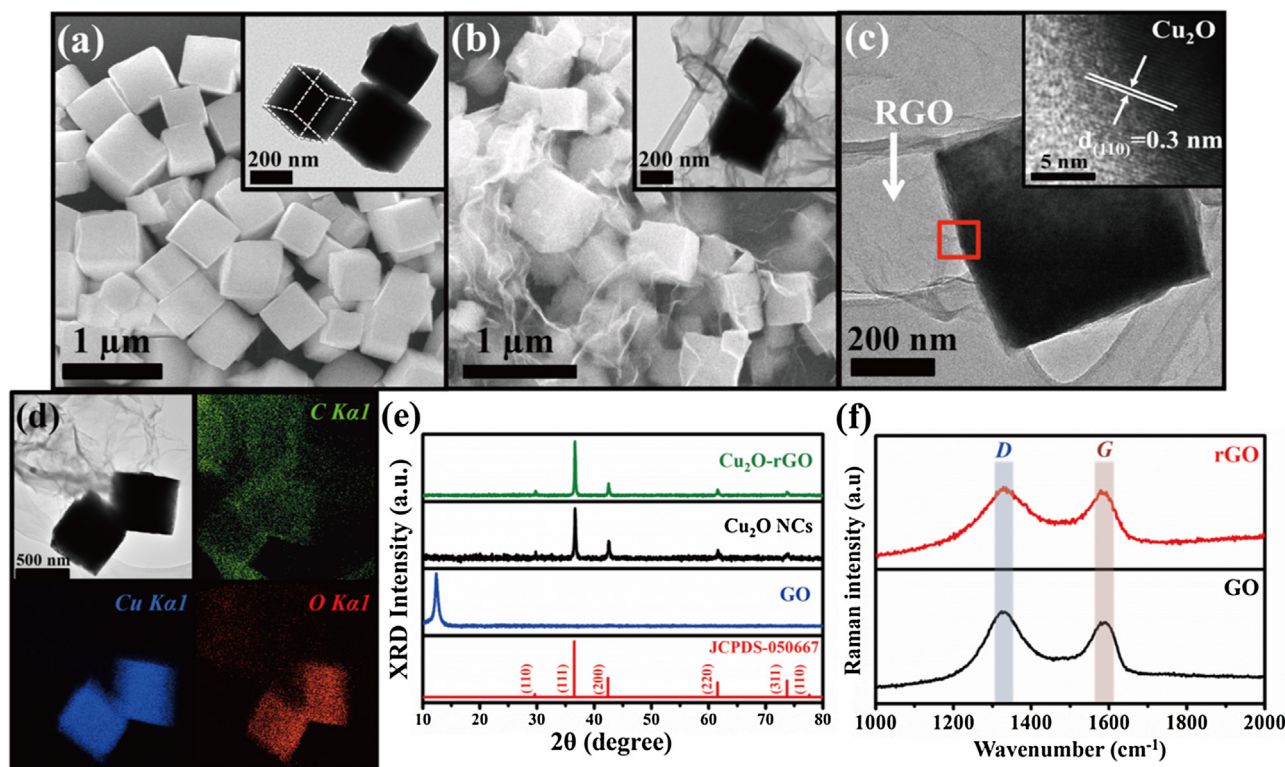 (a)
200 nm
1 μm
(b)
200 nm
1 μm
(c)
Cu₂O
d(110)=0.3 nm
5 nm
RGO
200 nm
(d)
500 nm
C Kα1
Cu Kα1
O Kα1
(e)
XRD Intensity (a.u.)
Cu₂O-rGO
Cu₂O NCs
GO
JCPDS-050667
(110)
(111)
(200)
(220)
(311)
(110)
10 20 30 40 50 60 70 80
2θ (degree)
(f)
Raman intensity (a.u)
D
G
rGO
GO
1000 1200 1400 1600 1800 2000
Wavenumber (cm⁻¹)